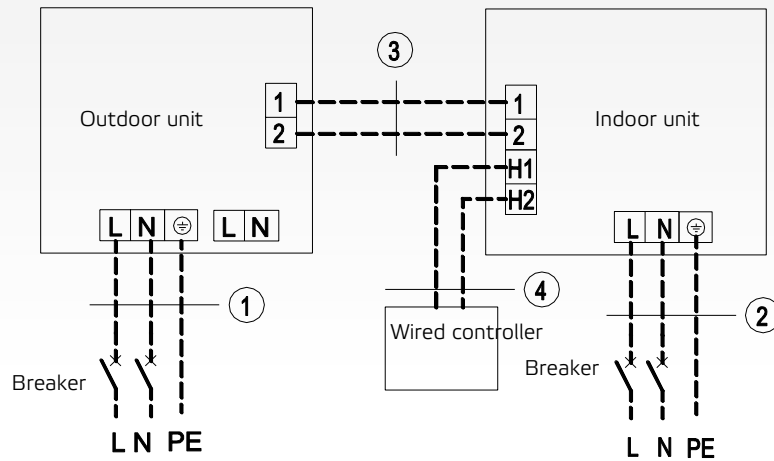 3
1
2
Outdoor unit
1
2
H1
H2
Indoor unit
L N
L N
L N
1
4
2
Wired controller
Breaker
Breaker
L N PE
L N PE